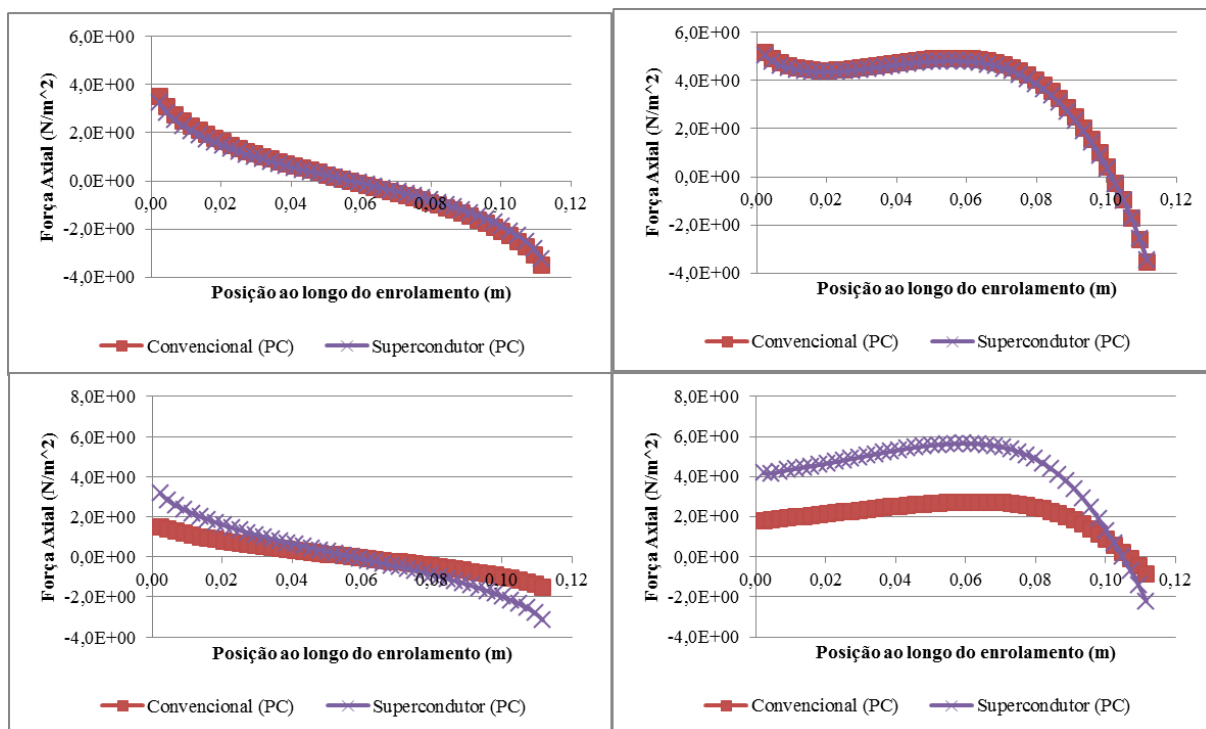 6,0E+00
4,0E+00
2,0E+00
0,0E+00
-2,0E+00
-4,0E+00
Força Axial (N/m^2)
0,00 0,02 0,04 0,06 0,08 0,10 0,12
Posição ao longo do enrolamento (m)
Convencional (PC) Supercondutor (PC)
6,0E+00
4,0E+00
2,0E+00
0,0E+00
-2,0E+00
-4,0E+00
Força Axial (N/m^2)
0,00 0,02 0,04 0,06 0,08 0,10 0,12
Posição ao longo do enrolamento (m)
Convencional (PC) Supercondutor (PC)
8,0E+00
6,0E+00
4,0E+00
2,0E+00
0,0E+00
-2,0E+00
-4,0E+00
Força Axial (N/m^2)
0,00 0,02 0,04 0,06 0,08 0,10 0,12
Posição ao longo do enrolamento (m)
Convencional (PC) Supercondutor (PC)
8,0E+00
6,0E+00
4,0E+00
2,0E+00
0,0E+00
-2,0E+00
-4,0E+00
Força Axial (N/m^2)
0,00 0,02 0,04 0,06 0,08 0,10 0,12
Posição ao longo do enrolamento (m)
Convencional (PC) Supercondutor (PC)